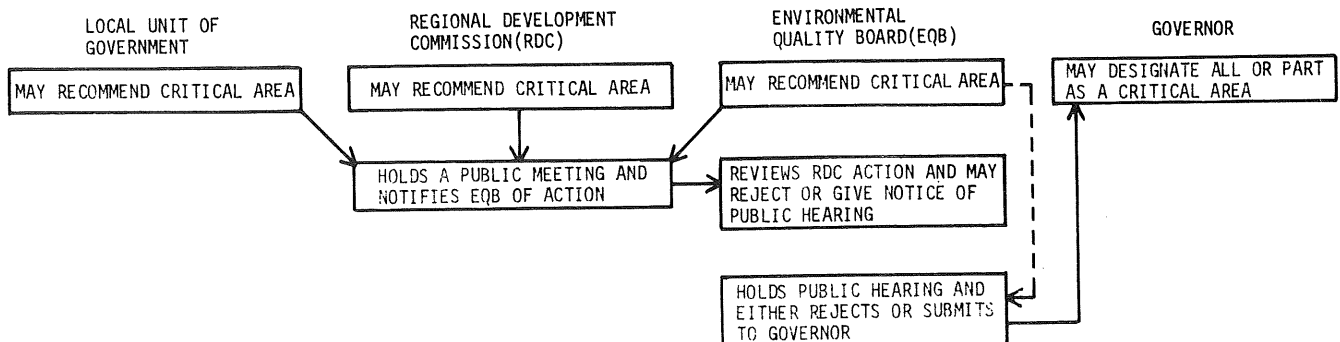 LOCAL UNIT OF
GOVERNMENT
REGIONAL DEVELOPMENT
COMMISSION(RDC)
ENVIRONMENTAL
QUALITY BOARD(EQB)
GOVERNOR
MAY RECOMMEND CRITICAL AREA
MAY RECOMMEND CRITICAL AREA
MAY RECOMMEND CRITICAL AREA
MAY DESIGNATE ALL OR PART
AS A CRITICAL AREA
HOLDS A PUBLIC MEETING AND
NOTIFIES EQB OF ACTION
REVIEWS RDC ACTION AND MAY
REJECT OR GIVE NOTICE OF
PUBLIC HEARING
HOLDS PUBLIC HEARING AND
EITHER REJECTS OR SUBMITS
TO GOVERNOR